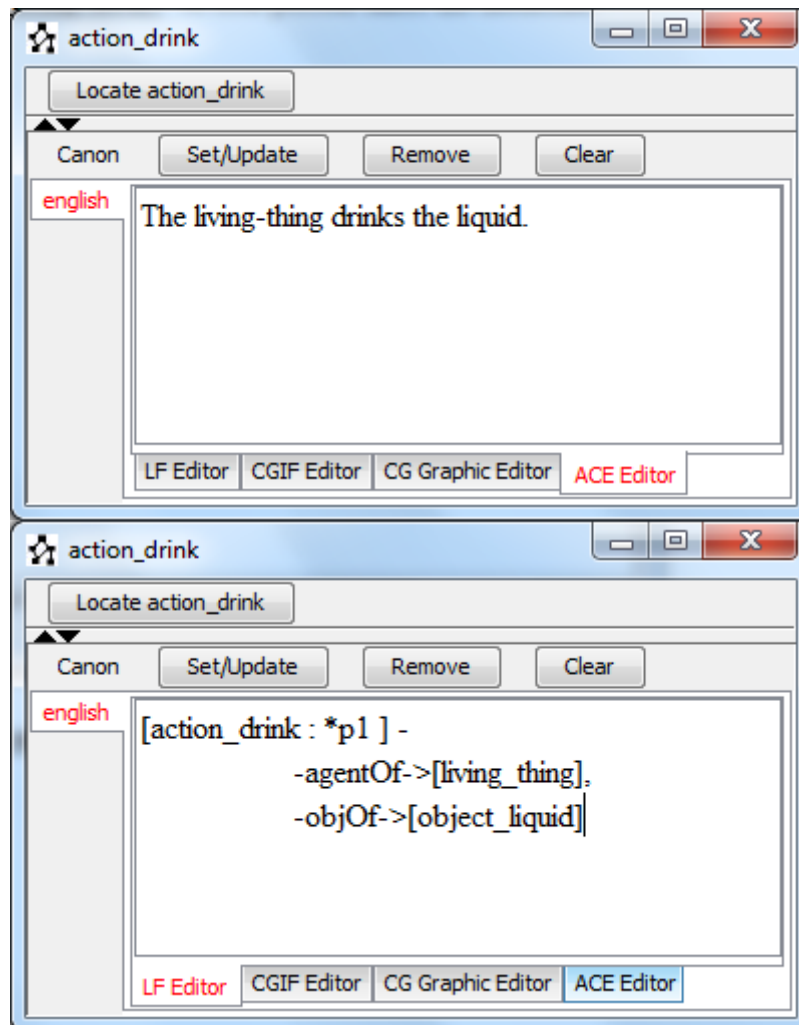 action_drink
Locate action_drink
Canon Set/Update Remove Clear
english
The living-thing drinks the liquid.
LF Editor CGIF Editor CG Graphic Editor ACE Editor
action_drink
Locate action_drink
Canon Set/Update Remove Clear
english
[action_drink : *p1 ] -
-agentOf->[living_thing],
-objOf->[object_liquid]
LF Editor CGIF Editor CG Graphic Editor ACE Editor